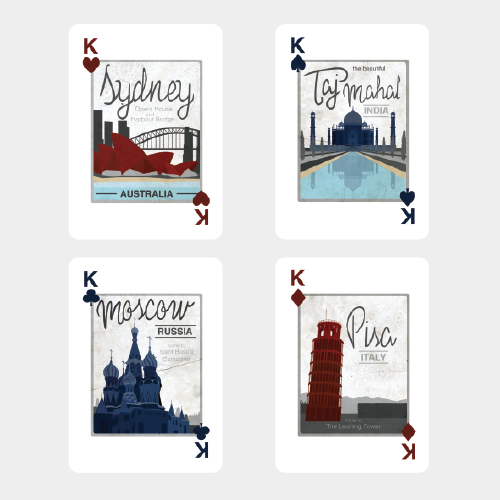 K
Sydney
Opera House
and
Harbour Bridge
AUSTRALIA
K
K
the beautiful
Taj mahal
INDIA
K
K
moscow
RUSSIA
Saint Basil's
Cathedral
K
K
Pisa
ITALY
The Leaning Tower
K